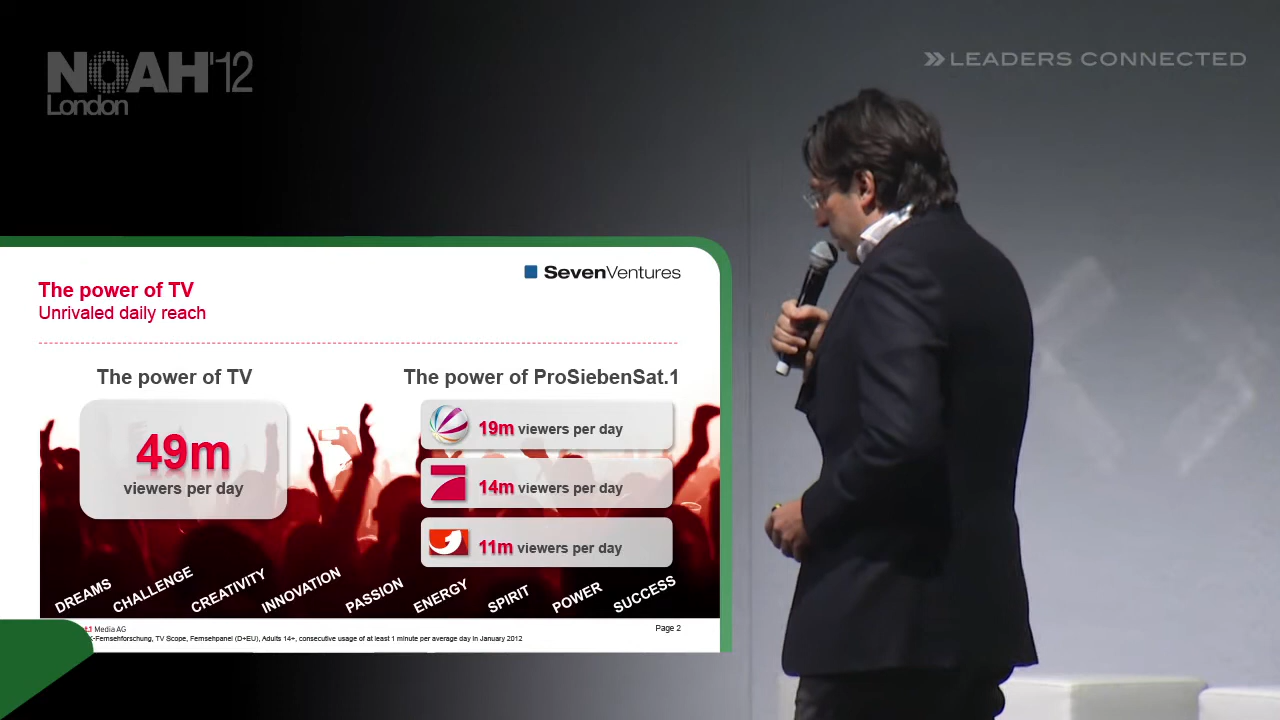 NOAH'12
London
LEADERS CONNECTED
SevenVentures
The power of TV
Unrivaled daily reach
The power of TV
49m
viewers per day
The power of ProSiebenSat.1
19m viewers per day
14m viewers per day
11m viewers per day
DREAMS CHALLENGE CREATIVITY INNOVATION PASSION ENERGY SPIRIT POWER SUCCESS
Media AG
Page 2
-Fernsehforschung, TV Scope, Fernsehpanel (D+EU), Adults 14+, consecutive usage of at least 1 minute per average day in January 2012